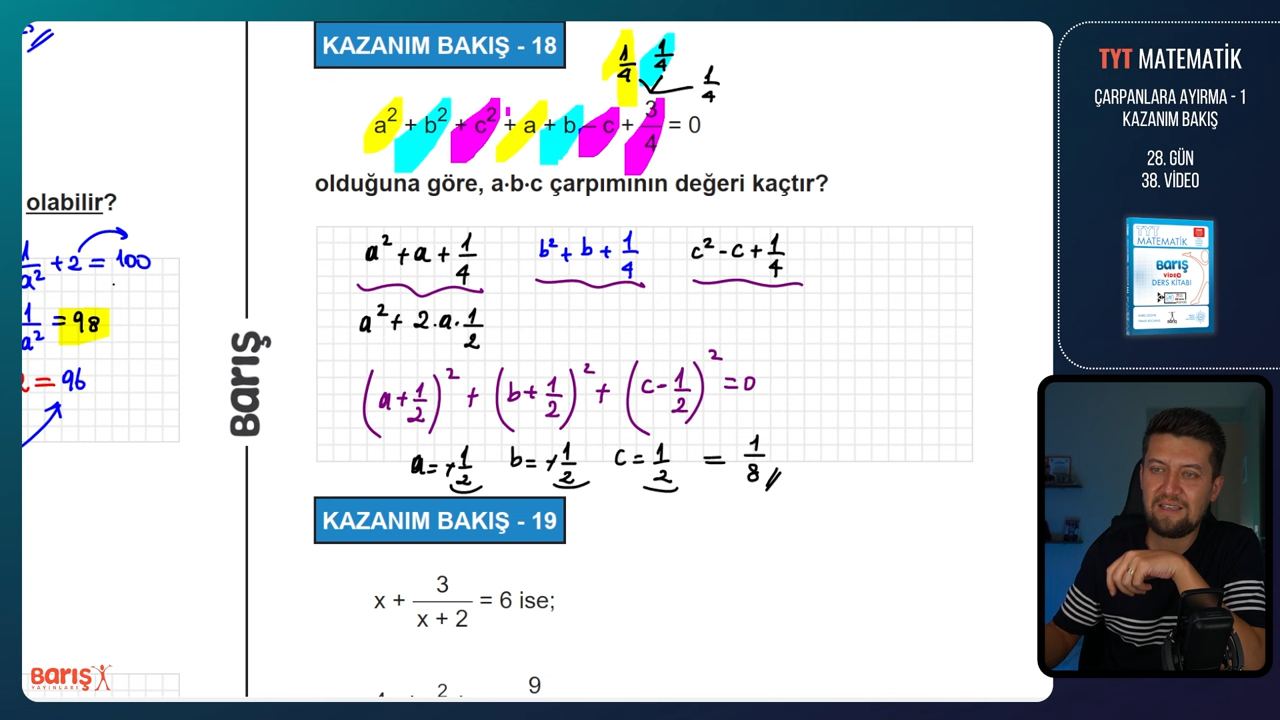 KAZANIM BAKIŞ - 18
1/4 1/4 1/4
a² + b² + c² + a + b – c + 3/4 = 0
olduğuna göre, a·b·c çarpımının değeri kaçtır?
a² + a + 1/4 b² + b + 1/4 c² - c + 1/4
a² + 2.a.1/2
(a + 1/2)² + (b + 1/2)² + (c - 1/2)² = 0
a = -1/2 b = -1/2 c = 1/2 = 1/8
KAZANIM BAKIŞ - 19
x + 3/(x + 2) = 6 ise;
2 9
olabilir?
1/a² + 2 = 100
1/a² = 98
2 = 96
Barış
Barış
YAYINLARI
TYT MATEMATİK
ÇARPANLARA AYIRMA - 1
KAZANIM BAKIŞ
28. GÜN
38. VİDEO
TYT
MATEMATİK
Barış
VİDEO
DERS KİTABI